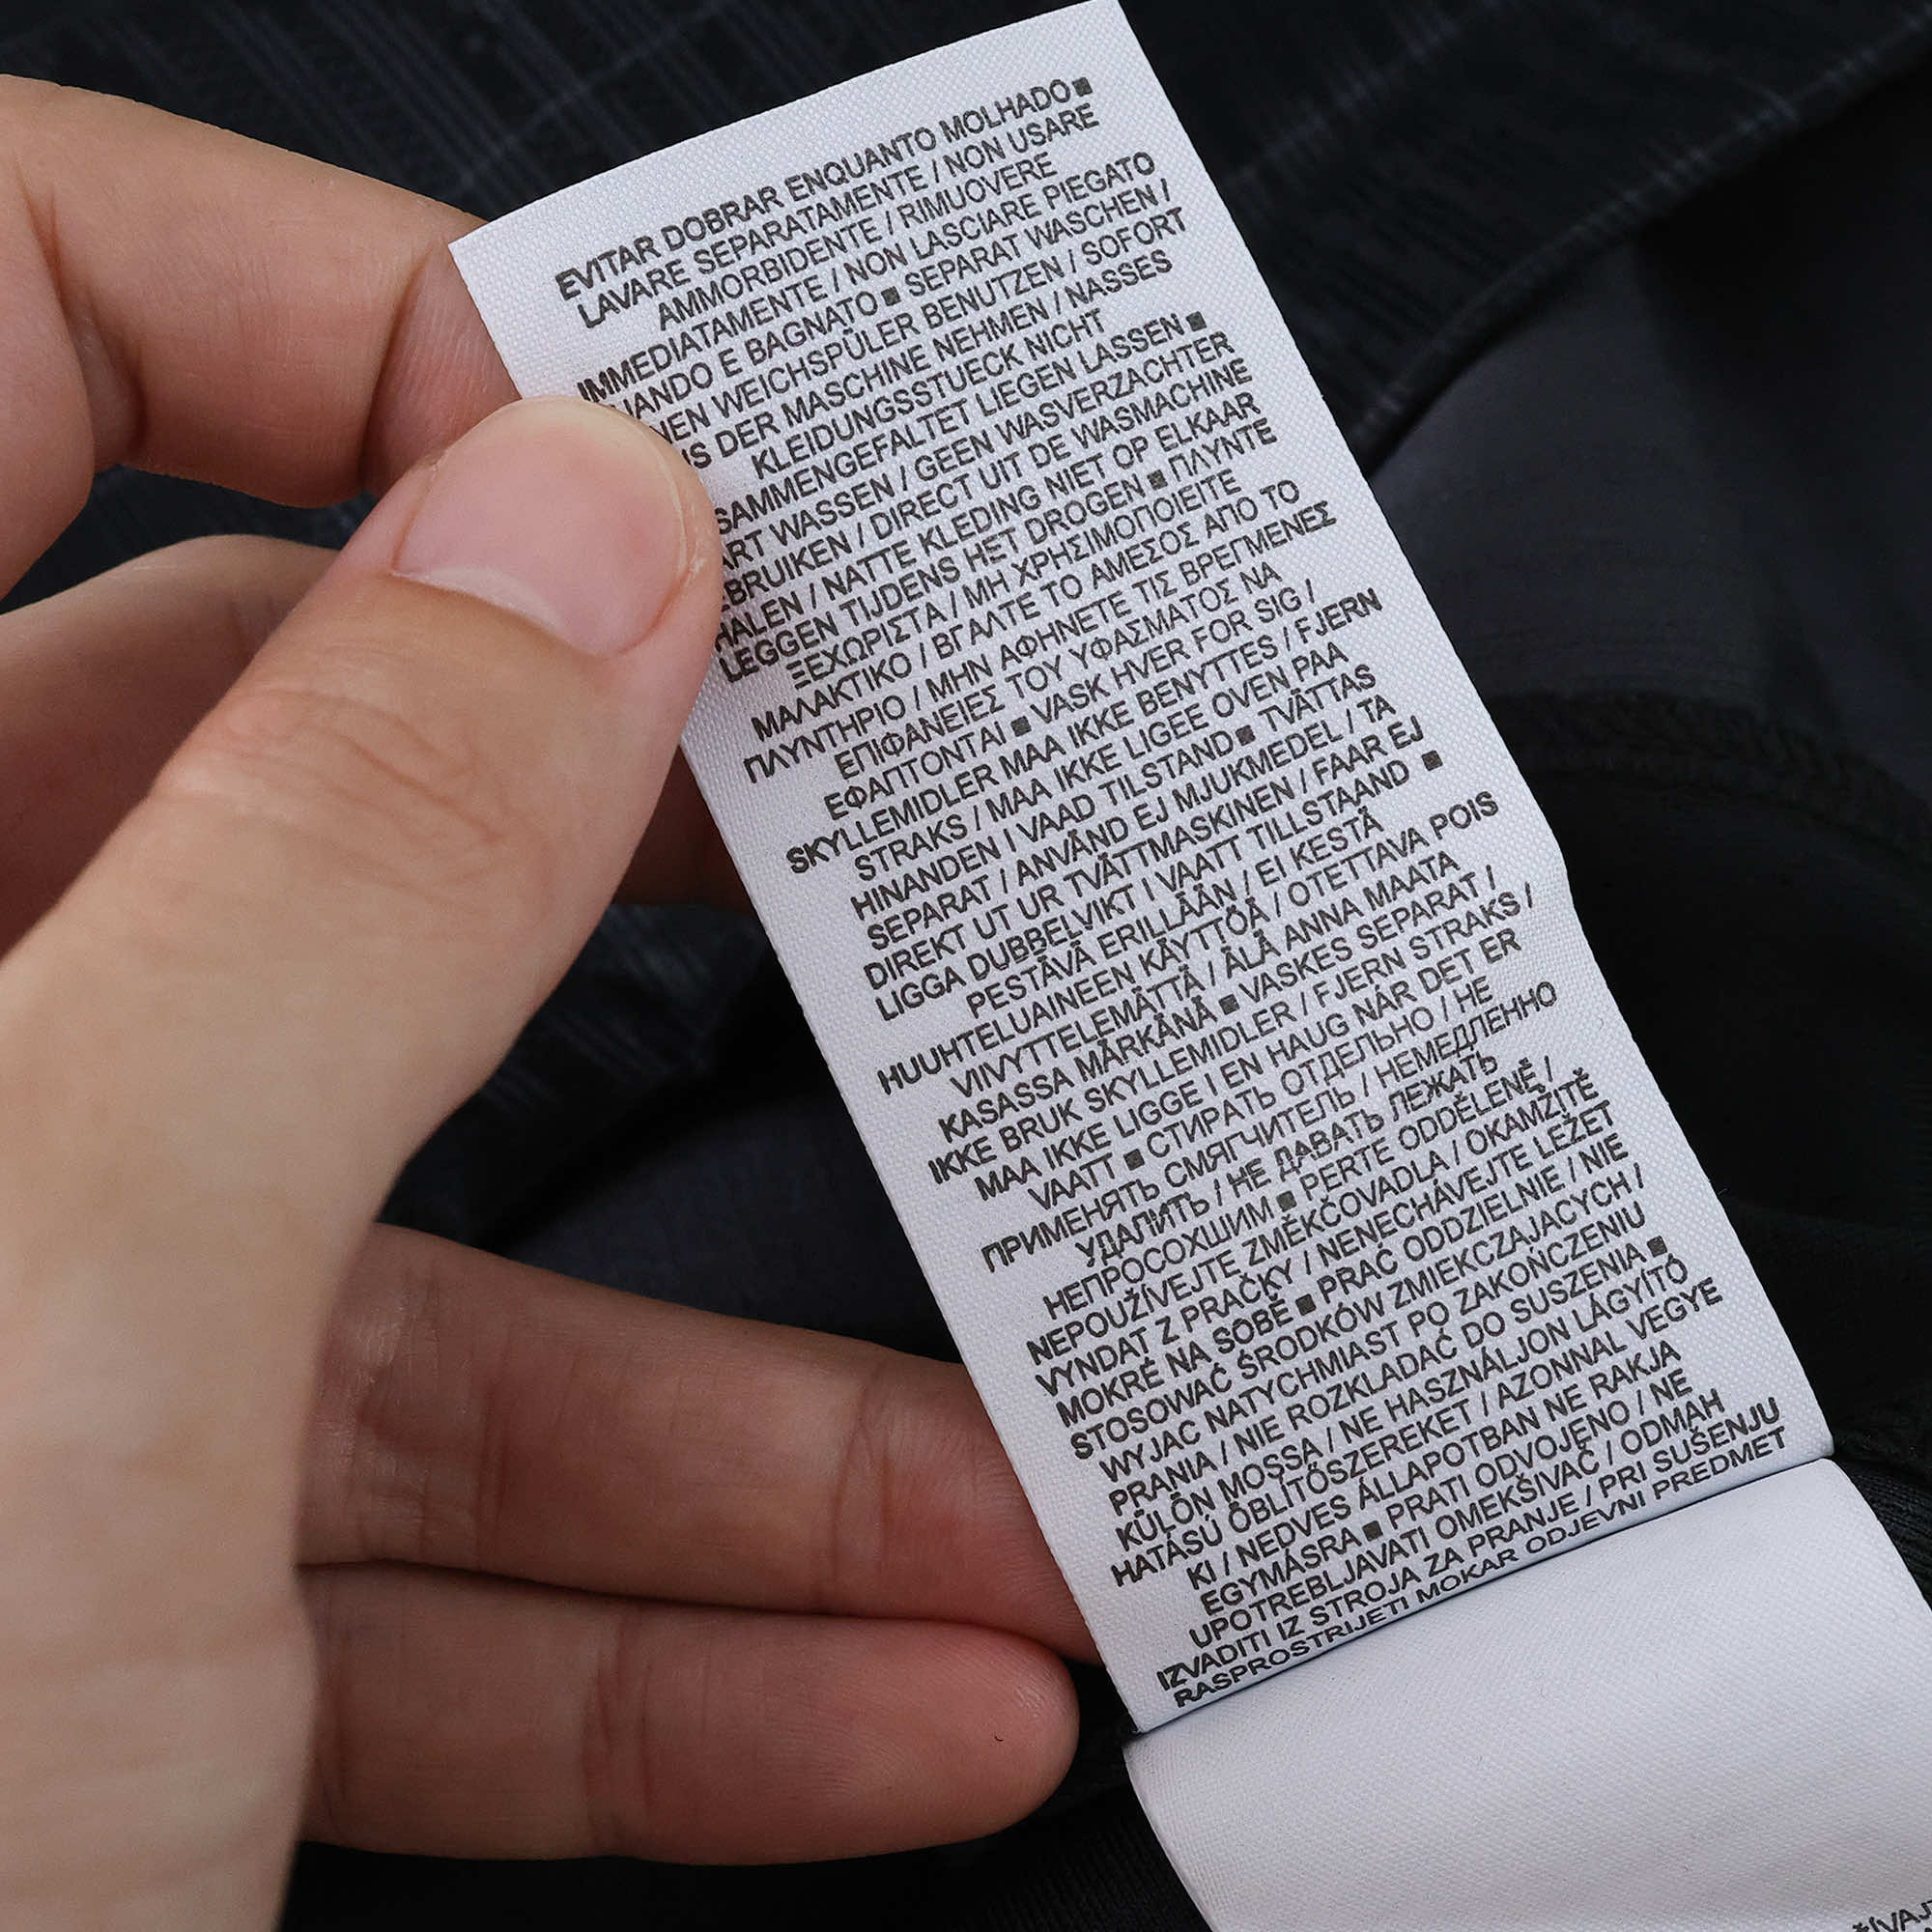 EVITAR DOBRAR ENQUANTO MOLHADO■
LAVARE SEPARATAMENTE / NON USARE
AMMORBIDENTE / RIMUOVERE
IMMEDIATAMENTE / NON LASCIARE PIEGATO
E BAGNATO ■ SEPARAT WASCHEN /
WEICHSPÜLER BENUTZEN / SOFORT
DER MASCHINE NEHMEN / NASSES
KLEIDUNGSSTUECK NICHT
LIEGEN LASSEN ■
WASSEN / GEEN WASVERZACHTER
/ DIRECT UIT DE WASMACHINE
/ NATTE KLEDING NIET OP ELKAAR
LEGGEN TIJDENS HET DROGEN ■ ΠΛΥΝΤΕ
ΞΕΧΩΡΙΣΤΑ / ΜΗ ΧΡΗΣΙΜΟΠΟΙΕΙΤΕ
ΜΑΛΑΚΤΙΚΟ / ΒΓΑΛΤΕ ΤΟ ΑΜΕΣΟΣ ΑΠΟ ΤΟ
ΠΛΥΝΤΗΡΙΟ / ΜΗΝ ΑΦΗΝΕΤΕ ΤΙΣ ΒΡΕΓΜΕΝΕΣ
ΕΠΙΦΑΝΕΙΕΣ ΤΟΥ ΥΦΑΣΜΑΤΟΣ ΝΑ
ΕΦΑΠΤΟΝΤΑΙ ■ VASK HVER FOR SIG /
SKYLLEMIDLER MAA IKKE BENYTTES / FJERN
STRAKS / MAA IKKE LIGEE OVEN PAA
HINANDEN I VAAD TILSTAND■ TVÄTTAS
SEPARAT / ANVÄND EJ MJUKMEDEL / TA
DIREKT UT UR TVÄTTMASKINEN / FAAR EJ
LIGGA DUBBELVIKT I VAATT TILLSTAAND ■
PESTÄVÄ ERILLÄÄN / EI KESTÄ
HUUHTELUAINEEN KÄYTTÖÄ / OTETTAVA POIS
VIIVYTTELEMÄTTÄ / ÄLÄ ANNA MAATA
KASASSA MÄRKÄNÄ ■ VASKES SEPARAT /
IKKE BRUK SKYLLEMIDLER / FJERN STRAKS /
MAA IKKE LIGGE I EN HAUG NÁR DET ER
VAATT ■ СТИРАТЬ ОТДЕЛЬНО / НЕ
ПРИМЕНЯТЬ СМЯГЧИТЕЛЬ / НЕМЕДЛЕННО
УДАЛИТЬ / НЕ ДАВАТЬ ЛЕЖАТЬ
НЕПРОСОХШИМ ■ PERTE ODDĚLENĚ /
NEPOUŽÍVEJTE ZMĚKČOVADLA / OKAMŽITĚ
VYNDAT Z PRAČKY / NENECHÁVEJTE LEŽET
MOKRÉ NA SOBĚ ■ PRAĆ ODDZIELNIE / NIE
STOSOWAĆ ŚRODKÓW ZMIEKCZAJACYCH /
WYJAC NATYCHMIAST PO ZAKOŃCZENIU
PRANIA / NIE ROZKLADAĆ DO SUSZENIA ■
KÜLÖN MOSSA / NE HASZNÁLJON LÁGYÍTÓ
HATÁSÚ ÖBLÍTŐSZEREKET / AZONNAL VEGYE
KI / NEDVES ÁLLAPOTBAN NE RAKJA
EGYMÁSRA ■ PRATI ODVOJENO / NE
UPOTREBLJAVATI OMEKŠIVAČ / ODMAH
IZVADITI IZ STROJA ZA PRANJE / PRI SUŠENJU
RASPROSTRIJETI MOKAR ODJEVNI PREDMET